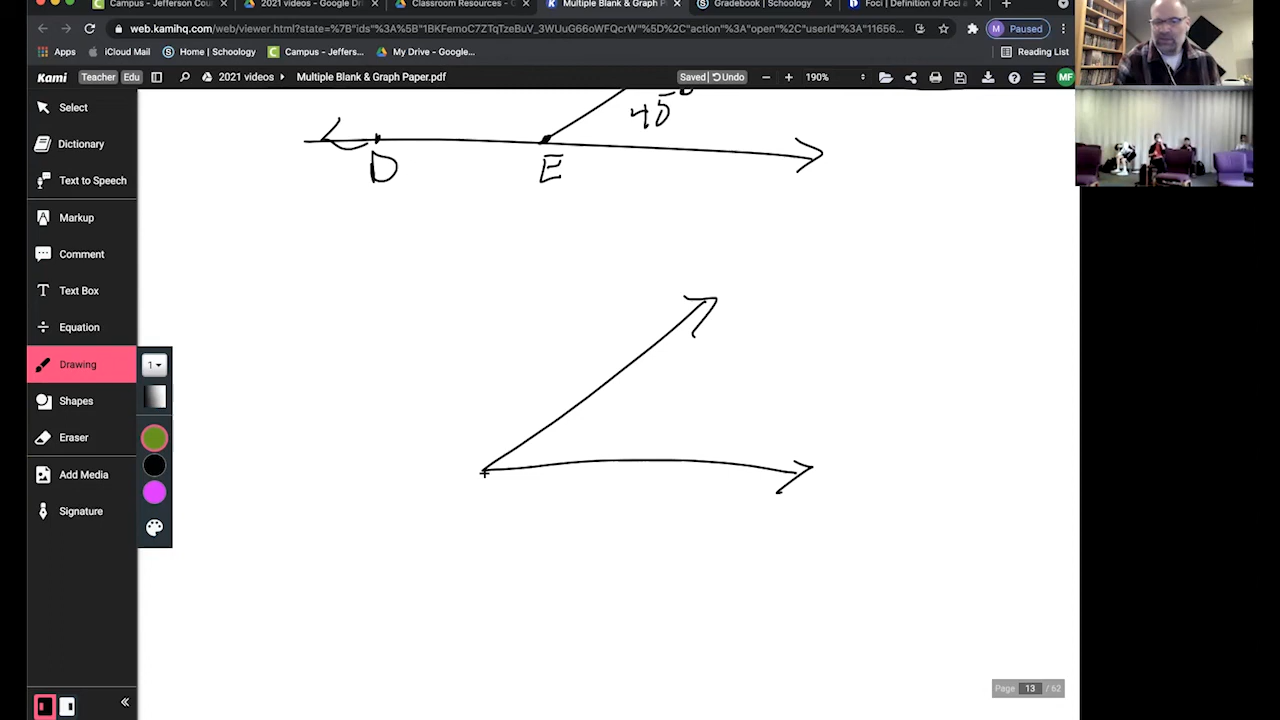 Campus - Jefferson Cou
2021 videos - Google Dri
Classroom Resources - G
Multiple Blank & Graph P
Gradebook | Schoology
Foci | Definition of Foci a
web.kamihq.com/web/viewer.html?state=%7B"ids"%3A%5B"1BKFemoC7ZTqTzeBuV_3WUuG66oWFQcrW"%5D%2C"action"%3A"open"%2C"userId"%3A"11656...
M Paused
Apps
iCloud Mail
Home | Schoology
Campus - Jeffers...
My Drive - Google...
Reading List
Kami Teacher Edu
2021 videos
Multiple Blank & Graph Paper.pdf
Saved Undo
190%
MF
Select
Dictionary
Text to Speech
Markup
Comment
Text Box
Equation
Drawing
1
Shapes
Eraser
Add Media
Signature
45°
D E
Page 13 / 62